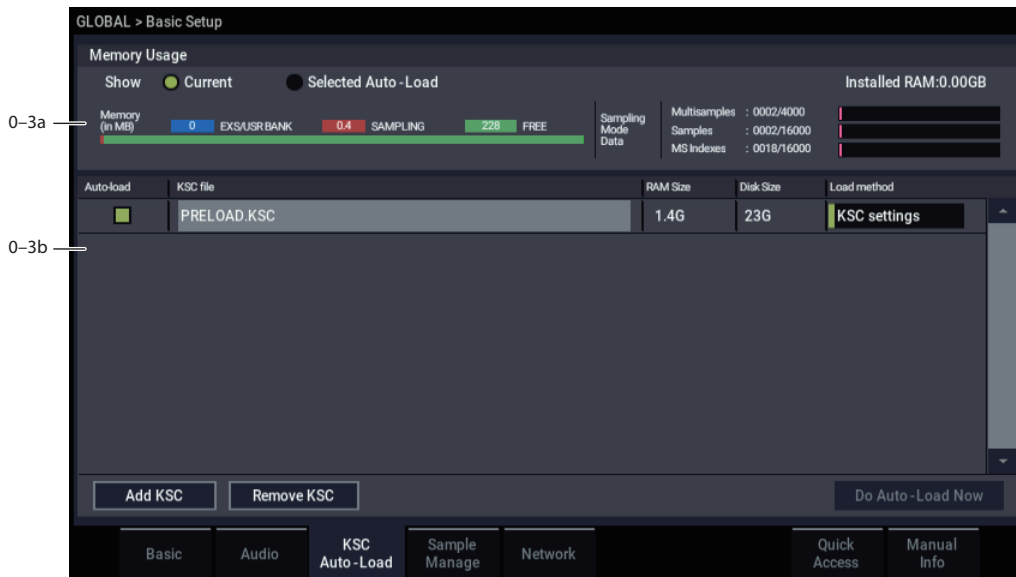 GLOBAL > Basic Setup
Memory Usage
Show Current Selected Auto-Load Installed RAM:0.00GB
0–3a
Memory (in MB) 0 EXS/USR BANK 0.4 SAMPLING 228 FREE
Sampling Mode Data
Multisamples : 0002/4000
Samples : 0002/16000
MS Indexes : 0018/16000
Auto-load KSC file RAM Size Disk Size Load method
PRELOAD.KSC 1.4G 23G KSC settings
0–3b
Add KSC Remove KSC Do Auto-Load Now
Basic Audio KSC Auto-Load Sample Manage Network Quick Access Manual Info